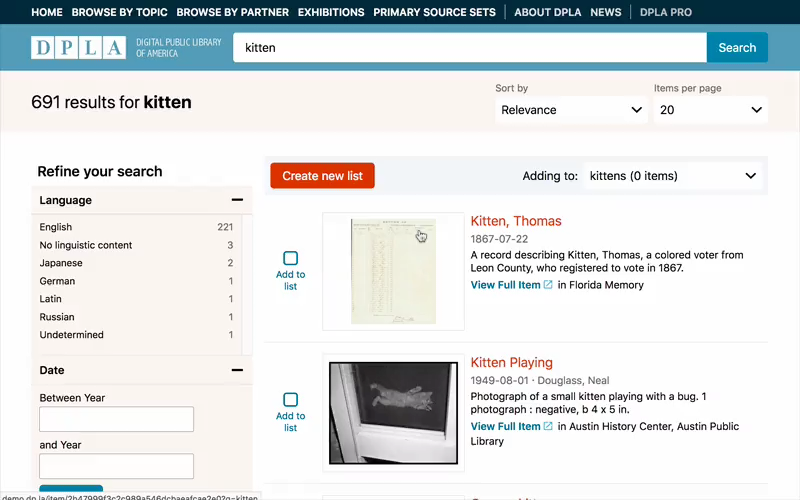 HOME BROWSE BY TOPIC BROWSE BY PARTNER EXHIBITIONS PRIMARY SOURCE SETS ABOUT DPLA NEWS DPLA PRO
DPLA
DIGITAL PUBLIC LIBRARY
OF AMERICA
kitten
Search
691 results for kitten
Sort by
Relevance
Items per page
20
Refine your search
Language
English 221
No linguistic content 3
Japanese 2
German 1
Latin 1
Russian 1
Undetermined 1
Date
Between Year
and Year
Create new list
Adding to: kittens (0 items)
Add to
list
Kitten, Thomas
1867-07-22
A record describing Kitten, Thomas, a colored voter from
Leon County, who registered to vote in 1867.
View Full Item in Florida Memory
Add to
list
Kitten Playing
1949-08-01 · Douglass, Neal
Photograph of a small kitten playing with a bug. 1
photograph : negative, b 4 x 5 in.
View Full Item in Austin History Center, Austin Public
Library